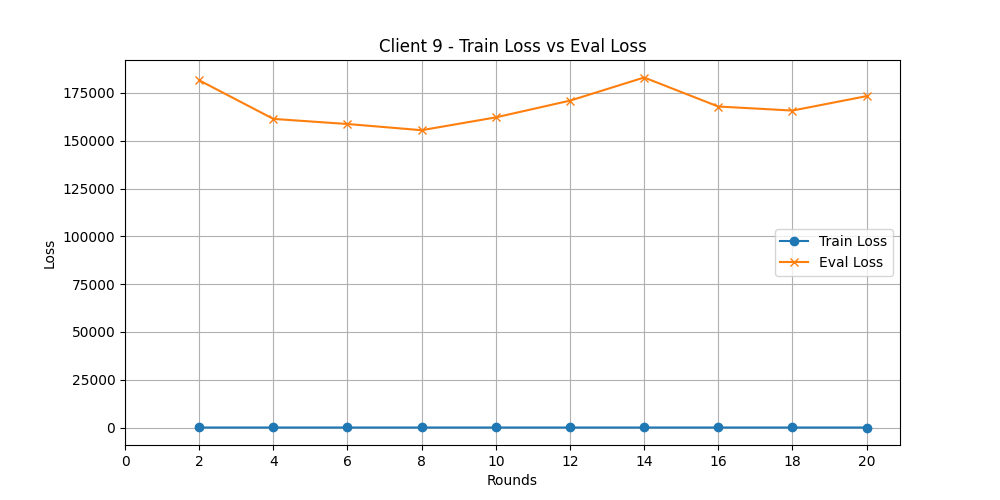 Client 9 - Train Loss vs Eval Loss
175000
150000
125000
100000
75000
50000
25000
0
Loss
Train Loss
Eval Loss
0 2 4 6 8 10 12 14 16 18 20
Rounds